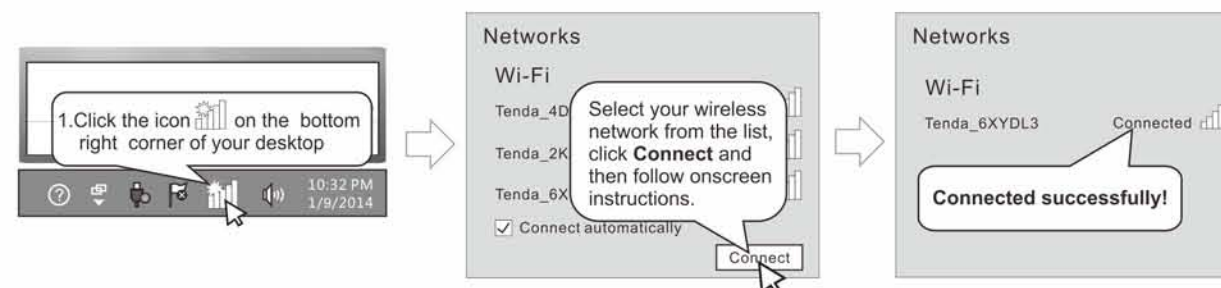 1.Click the icon on the bottom
right corner of your desktop
10:32 PM
1/9/2014
Networks
Wi-Fi
Tenda_4D
Tenda_2K
Tenda_6X
Select your wireless
network from the list,
click Connect and
then follow onscreen
instructions.
Connect automatically
Connect
Networks
Wi-Fi
Tenda_6XYDL3 Connected
Connected successfully!